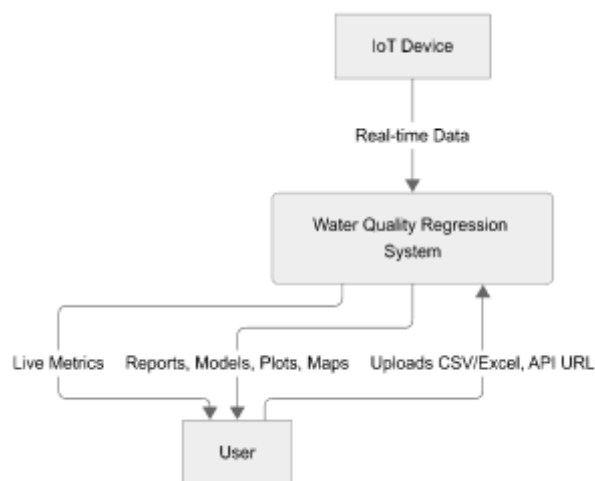 IoT Device
Real-time Data
Water Quality Regression
System
Live Metrics
Reports, Models, Plots, Maps
Uploads CSV/Excel, API URL
User